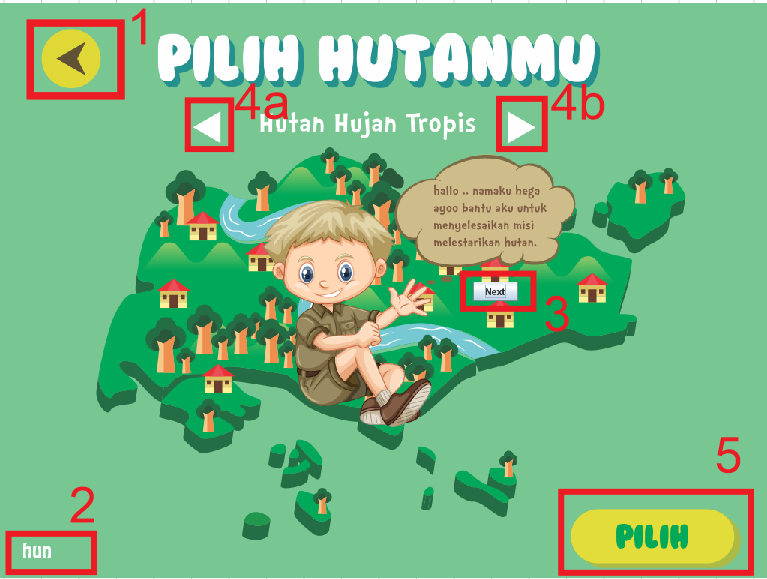 1
PILIH HUTANMU
4a
4b
Hutan Hujan Tropis
hallo .. namaku hega
ayoo bantu aku untuk
menyelesaikan misi
melestarikan hutan.
Next
3
5
2
hun
PILIH